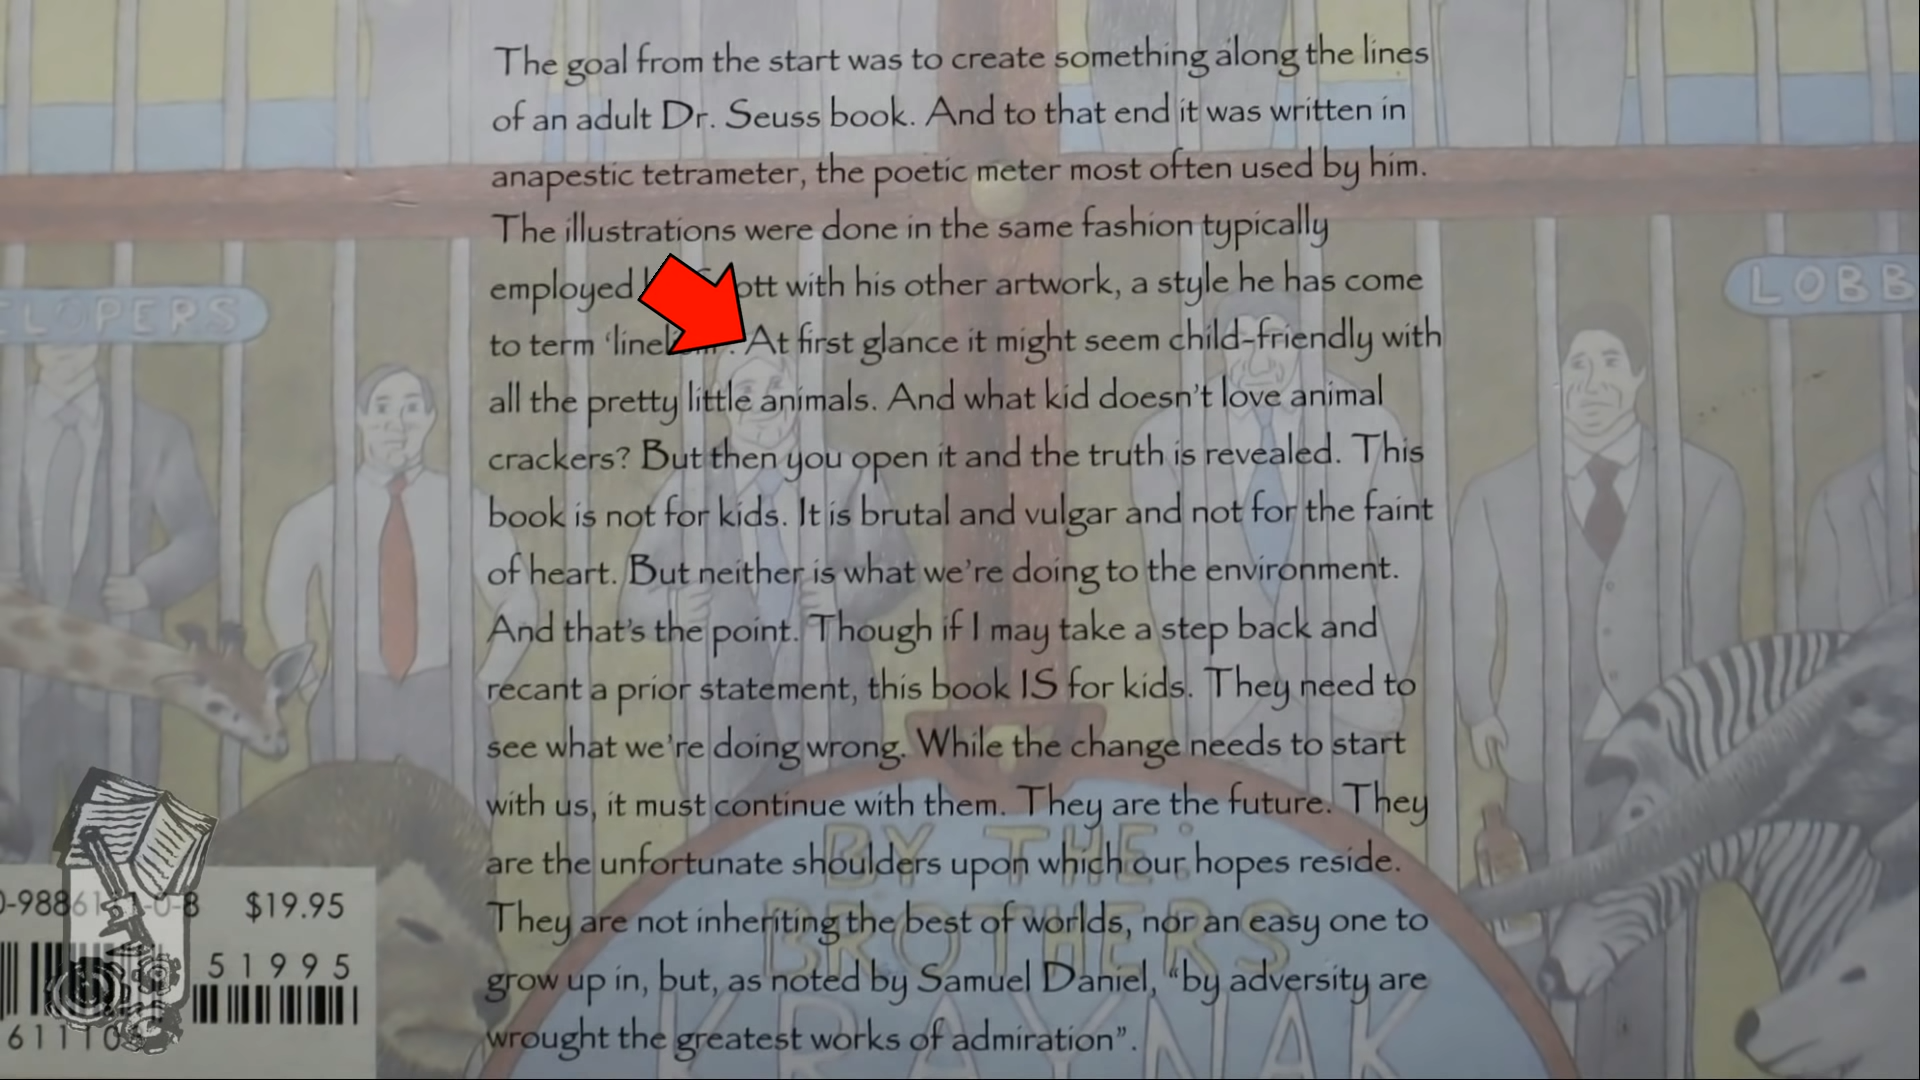 The goal from the start was to create something along the lines
of an adult Dr. Seuss book. And to that end it was written in
anapestic tetrameter, the poetic meter most often used by him.
The illustrations were done in the same fashion typically
employed with his other artwork, a style he has come
to term At first glance it might seem child-friendly with
all the pretty little animals. And what kid doesn't love animal
crackers? But then you open it and the truth is revealed. This
book is not for kids. It is brutal and vulgar and not for the faint
of heart. But neither is what we're doing to the environment.
And that's the point. Though if I may take a step back and
recant a prior statement, this book IS for kids. They need to
see what we're doing wrong. While the change needs to start
with us, it must continue with them. They are the future. They
are the unfortunate shoulders upon which our hopes reside.
They are not inheriting the best of worlds, nor an easy one to
grow up in, but, as noted by Samuel Daniel, “by adversity are
wrought the greatest works of admiration”.
LOBB
BY THE:
BROTHERS
KRAYNAK
$19.95
51995